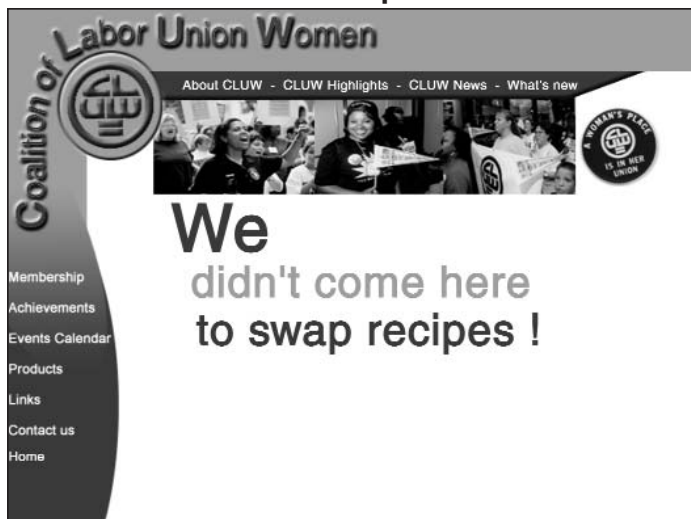 Coalition of Labor Union Women
CLUW
About CLUW - CLUW Highlights - CLUW News - What's new
A WOMAN'S PLACE
CLUW
IS IN HER
UNION
We
didn't come here
to swap recipes !
Membership
Achievements
Events Calendar
Products
Links
Contact us
Home